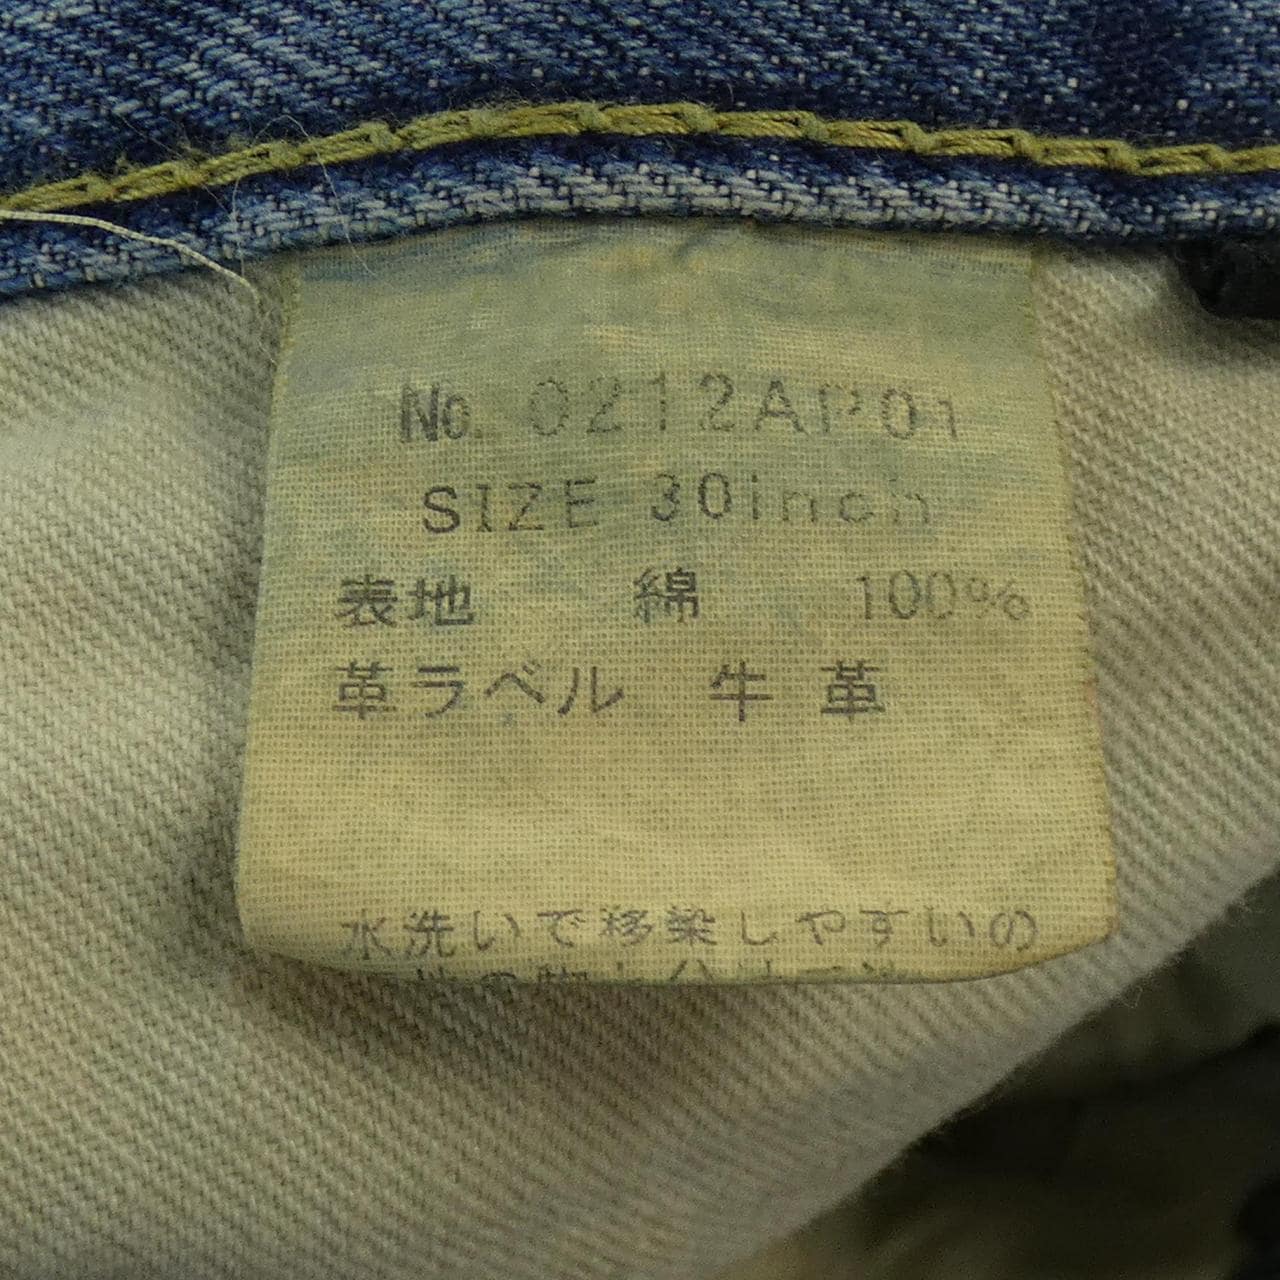 No. 0212AP01
SIZE 30inch
表地 綿 100%
革ラベル 牛革
水洗いで移染しやすいの